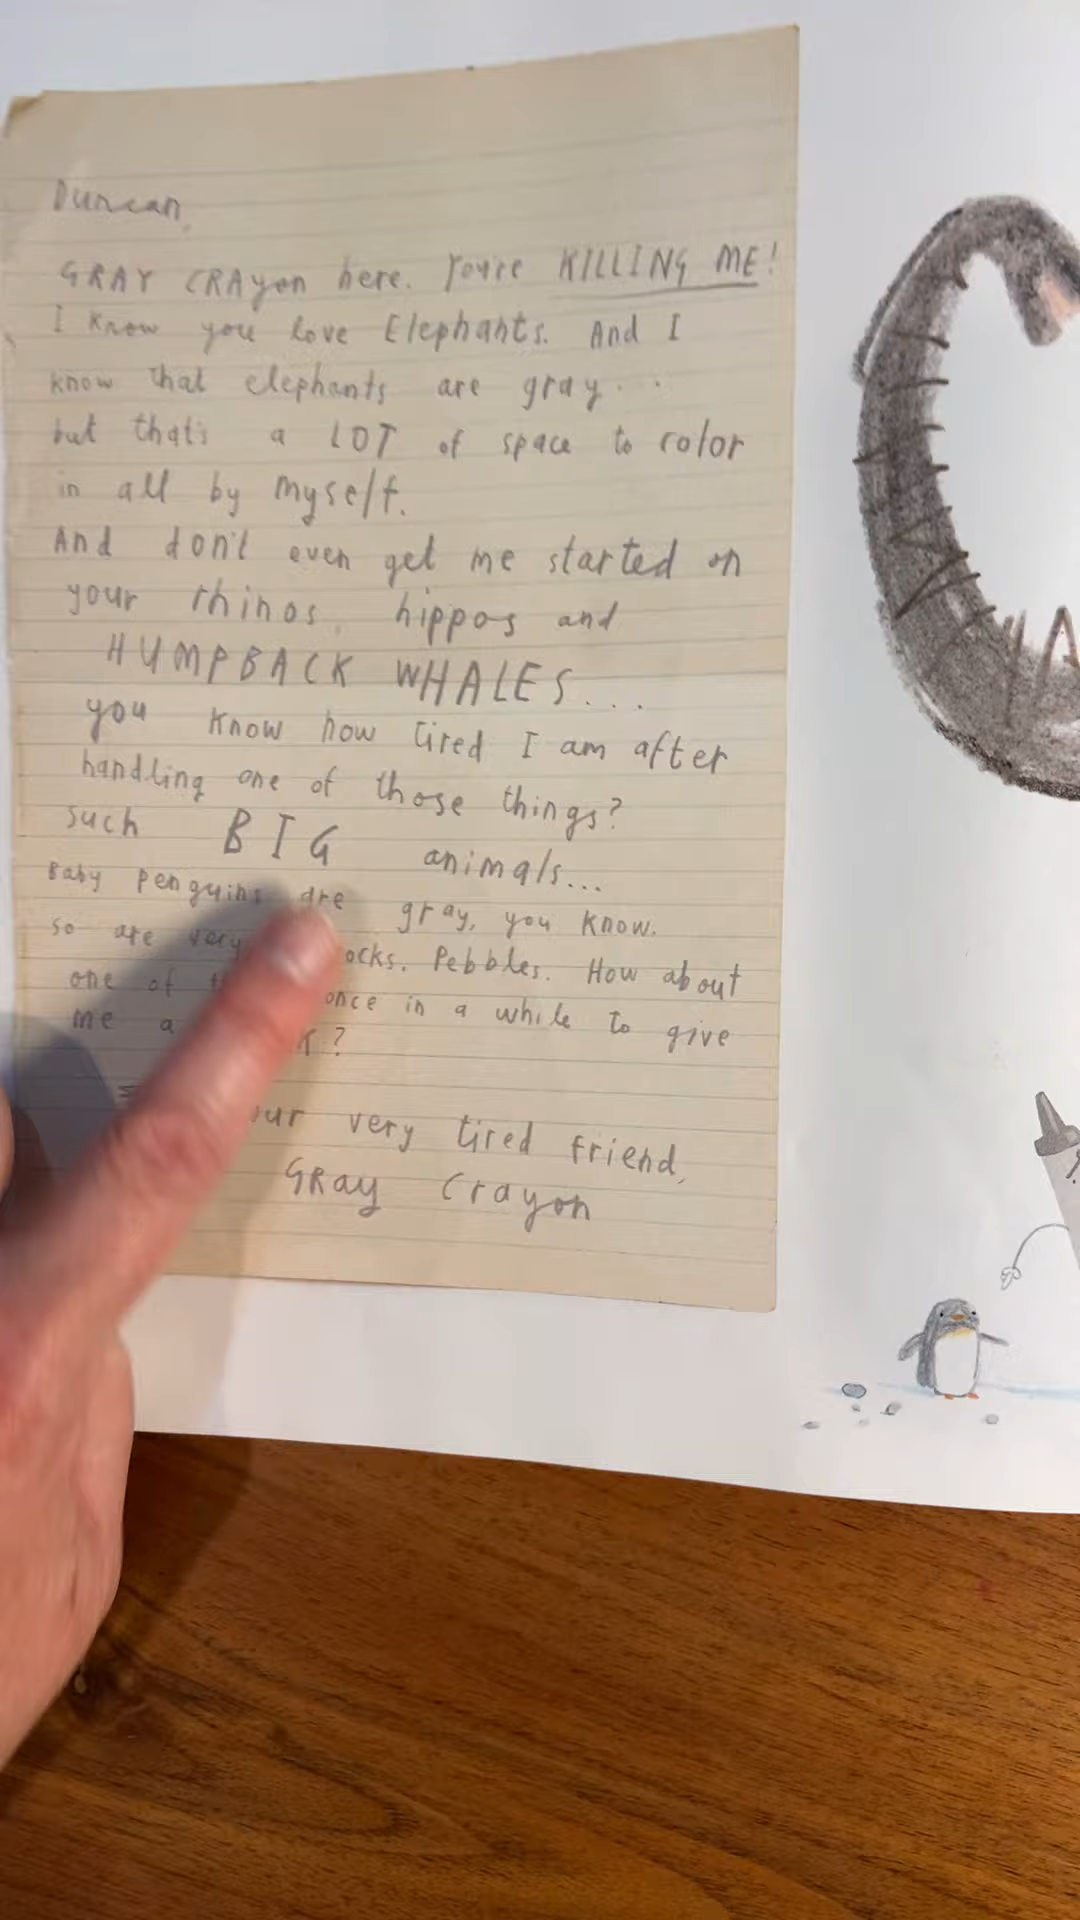 Duncan,
GRAY CRAyon here. You're KILLING ME!
I know you love Elephants. And I
know that elephants are gray...
but that's a LOT of space to color
in all by myself.
And don't even get me started on
your rhinos, hippos and
HUMPBACK WHALES...
you know how tired I am after
handling one of those things?
such BIG animals...
Baby penguins are gray, you know.
so are very ocks. Pebbles. How about
one of once in a while to give
me a K?
your very tired friend,
GRay crayon